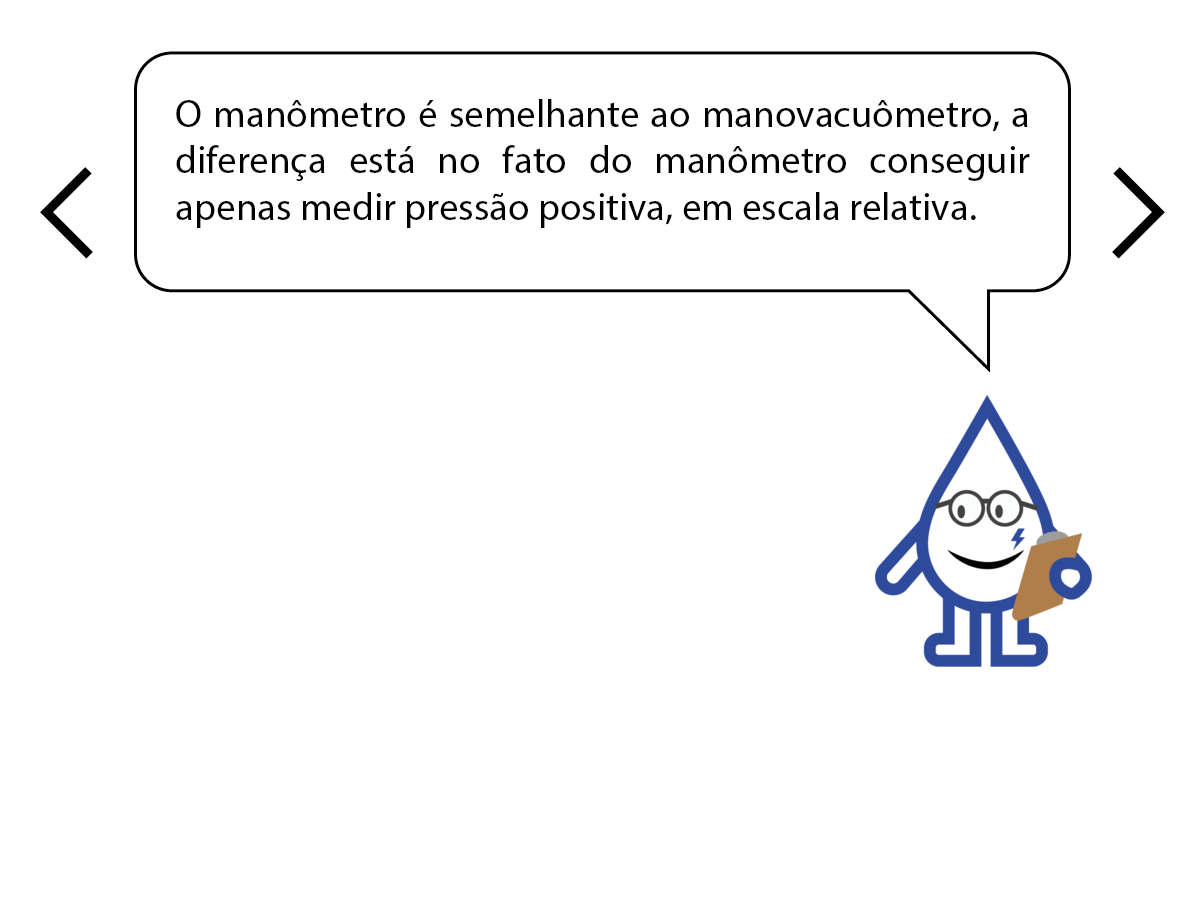 O manômetro é semelhante ao manovacuômetro, a
diferença está no fato do manômetro conseguir
apenas medir pressão positiva, em escala relativa.